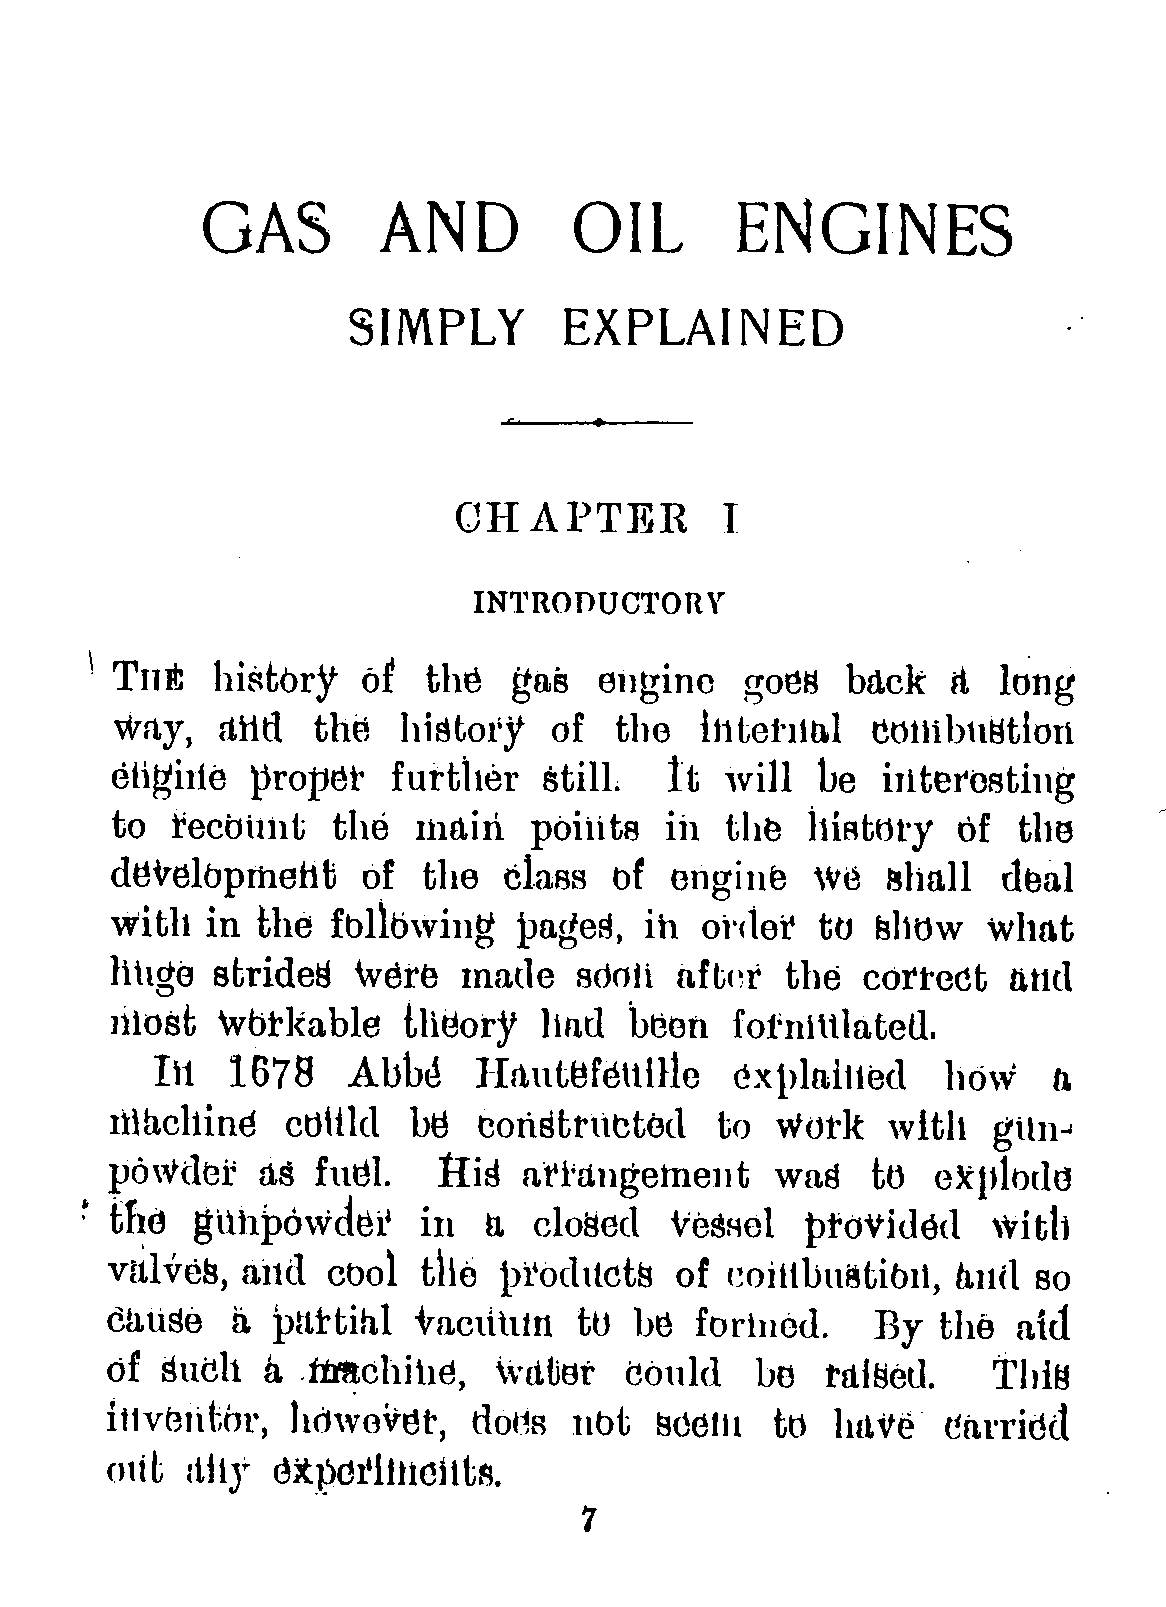 GAS AND OIL ENGINES
SIMPLY EXPLAINED
CHAPTER I
INTRODUCTORY
THE history of the gas engine goes back a long
way, and the history of the internal combustion
engine proper further still. It will be interesting
to recount the main points in the history of the
development of the class of engine we shall deal
with in the following pages, in order to show what
huge strides were made soon after the correct and
most workable theory had been formulated.
In 1678 Abbé Hautefeuille explained how a
machine could be constructed to work with gun-
powder as fuel. His arrangement was to explode
the gunpowder in a closed vessel provided with
valves, and cool the products of combustion, and so
cause a partial vacuum to be formed. By the aid
of such a machine, water could be raised. This
inventor, however, does not seem to have carried
out any experiments.
7